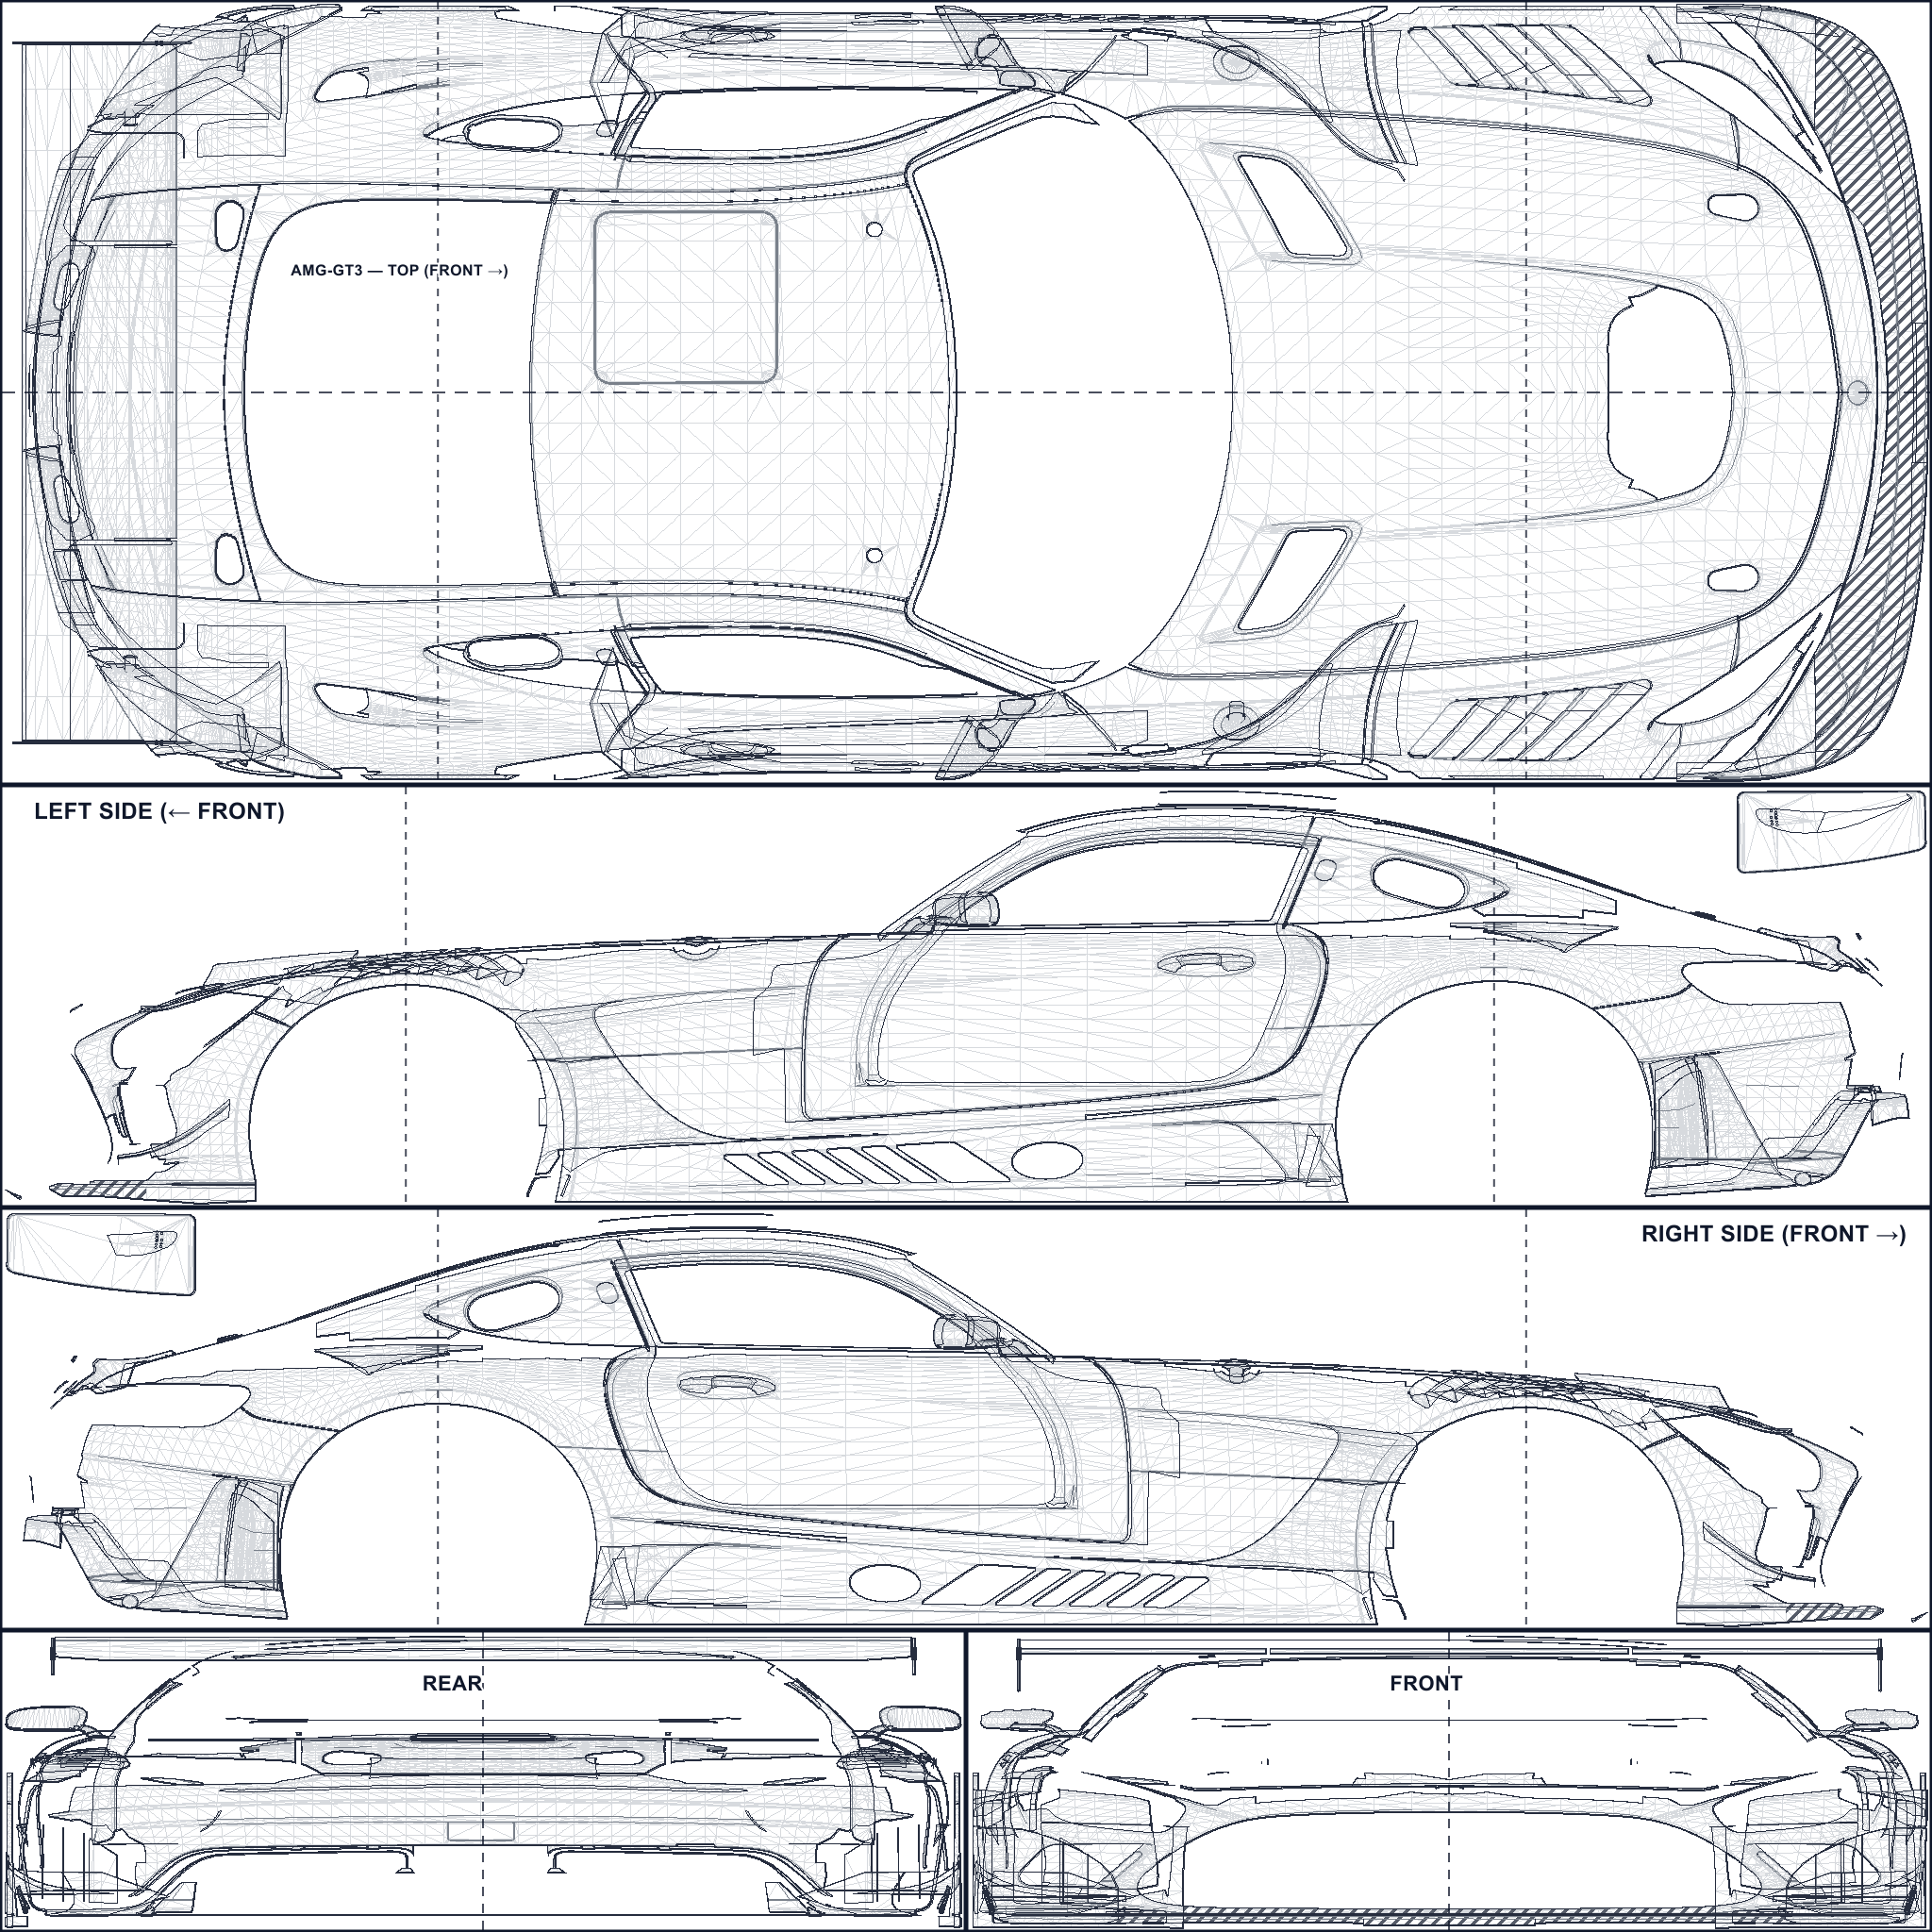 AMG-GT3 — TOP (FRONT →)
LEFT SIDE (← FRONT)
RIGHT SIDE (FRONT →)
REAR
FRONT